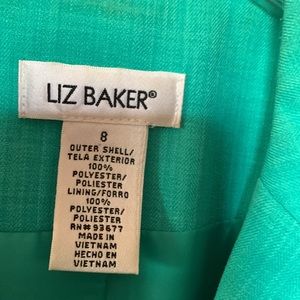 LIZ BAKER®
8
OUTER SHELL/
TELA EXTERIOR
100%
POLYESTER/
POLIESTER
LINING/FORRO
100%
POLYESTER/
POLIESTER
RN# 93677
MADE IN
VIETNAM
HECHO EN
VIETNAM